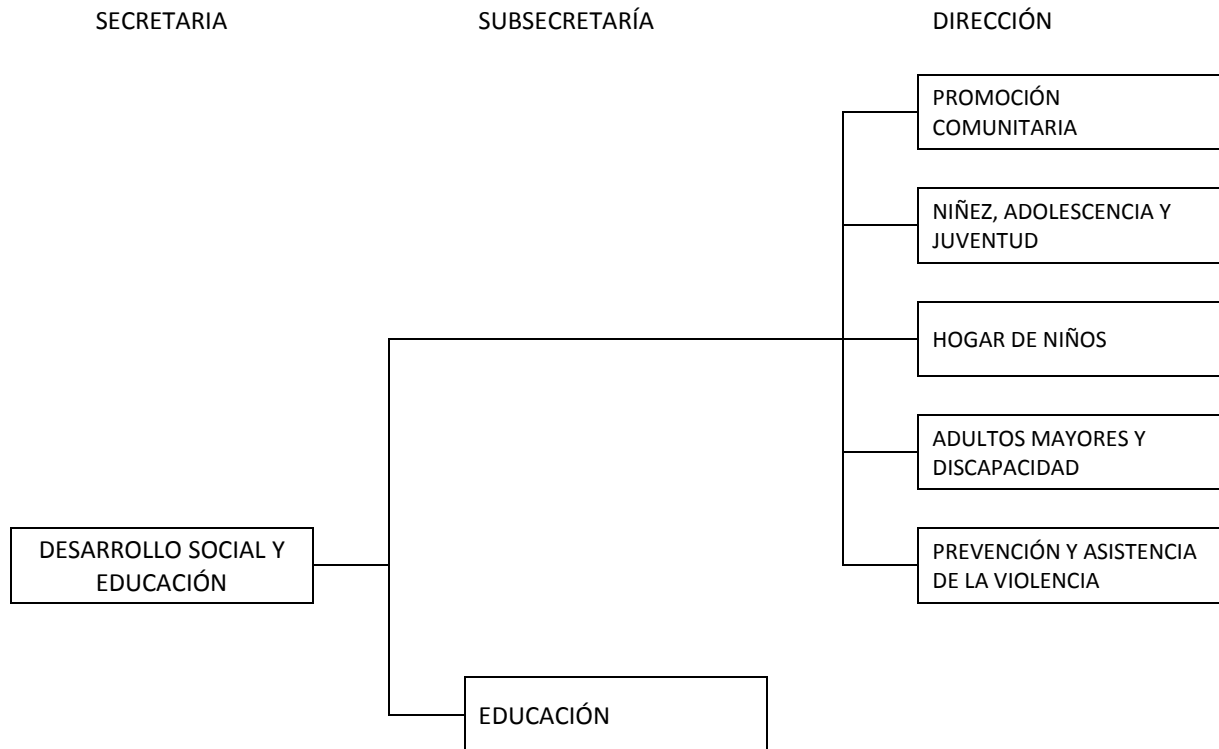 SECRETARIA
SUBSECRETARÍA
DIRECCIÓN
PROMOCIÓN
COMUNITARIA
NIÑEZ, ADOLESCENCIA Y
JUVENTUD
HOGAR DE NIÑOS
ADULTOS MAYORES Y
DISCAPACIDAD
DESARROLLO SOCIAL Y
EDUCACIÓN
PREVENCIÓN Y ASISTENCIA
DE LA VIOLENCIA
EDUCACIÓN